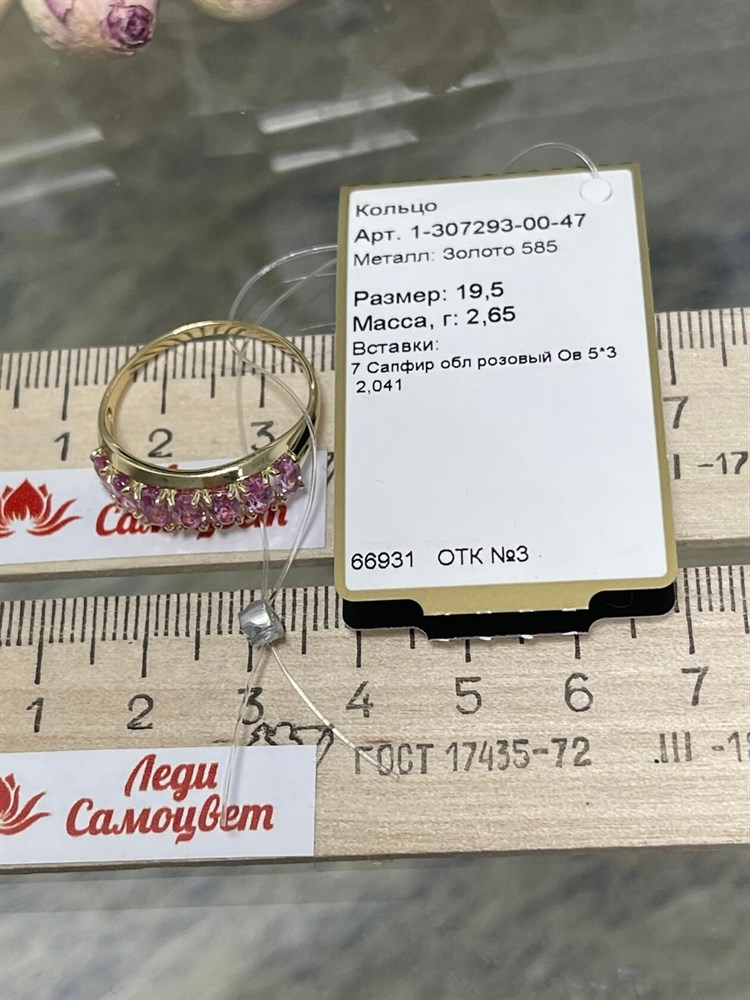 Кольцо
Арт. 1-307293-00-47
Металл: Золото 585
Размер: 19,5
Масса, г: 2,65
Вставки:
7 Сапфир обл розовый Ов 5*3
2,041
66931 ОТК №3
1 2 3 7
-17
1 2 3 4 5 6 7
ГОСТ 17435-72
Леди
Самоцвет